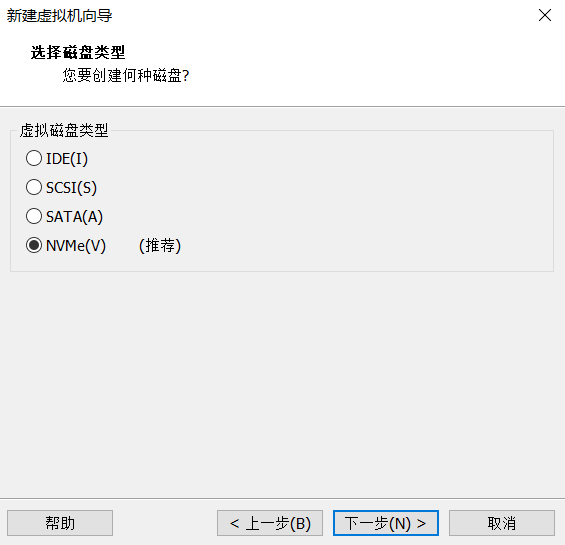 新建虚拟机向导
选择磁盘类型
您要创建何种磁盘?
虚拟磁盘类型
IDE(I)
SCSI(S)
SATA(A)
NVMe(V) (推荐)
帮助 < 上一步(B) 下一步(N) > 取消